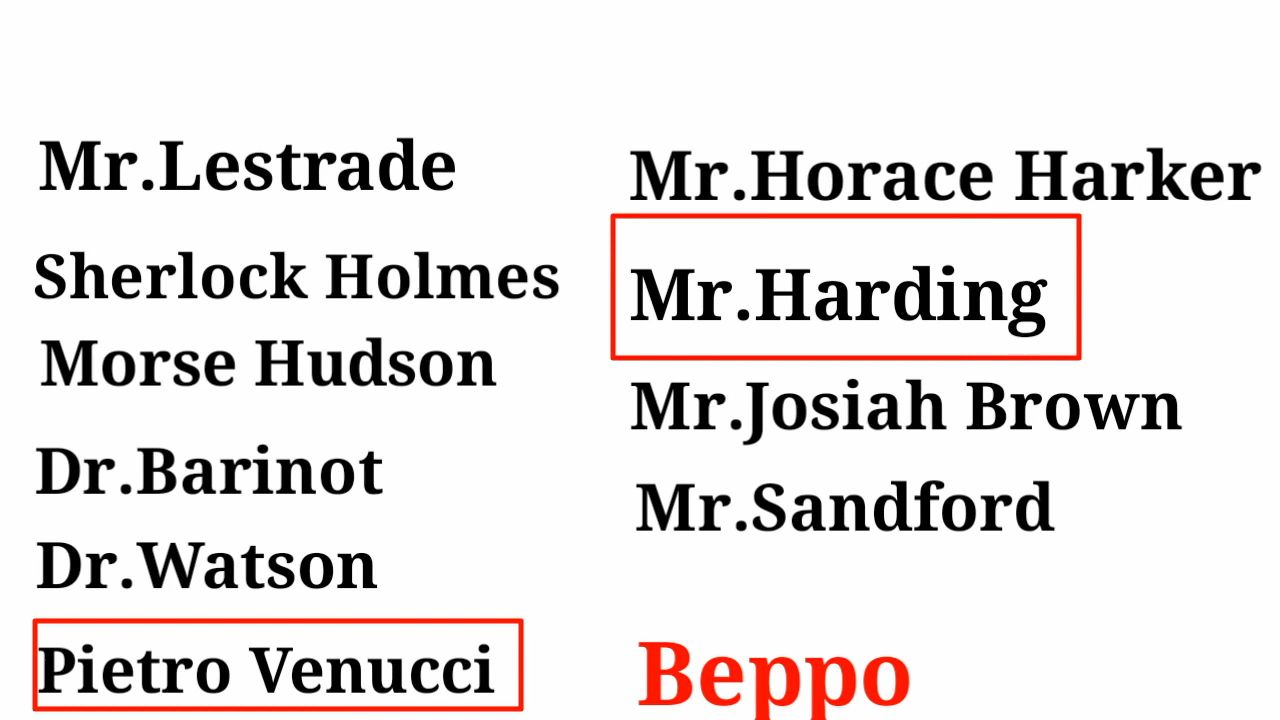 Mr.Lestrade
Sherlock Holmes
Morse Hudson
Dr.Barinot
Dr.Watson
Pietro Venucci
Mr.Horace Harker
Mr.Harding
Mr.Josiah Brown
Mr.Sandford
Beppo